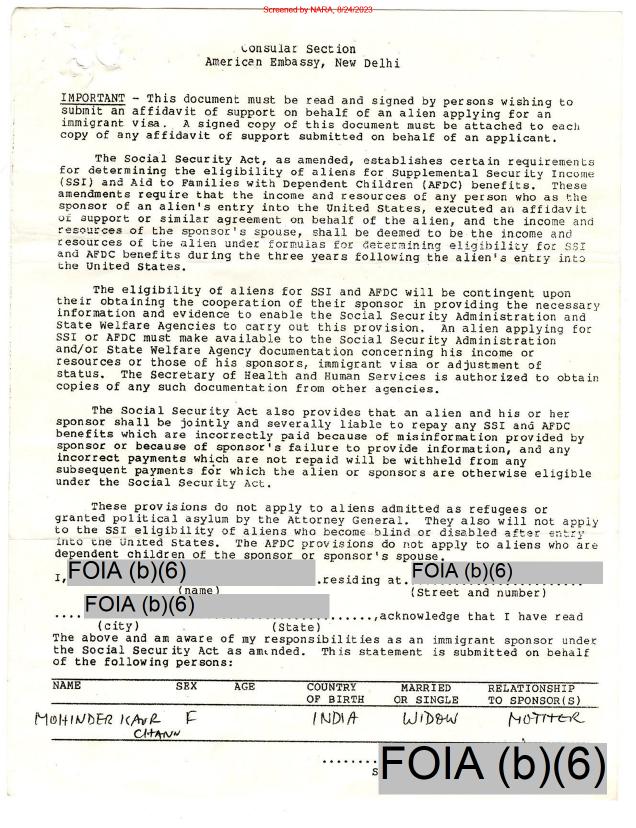 Screened by NARA, 8/24/2023
Consular Section
American Embassy, New Delhi
IMPORTANT - This document must be read and signed by persons wishing to
submit an affidavit of support on behalf of an alien applying for an
immigrant visa. A signed copy of this document must be attached to each
copy of any affidavit of support submitted on behalf of an applicant.
The Social Security Act, as amended, establishes certain requirements
for determining the eligibility of aliens for Supplemental Security Income
(SSI) and Aid to Families with Dependent Children (AFDC) benefits. These
amendments require that the income and resources of any person who as the
sponsor of an alien's entry into the United States, executed an affidavit
of support or similar agreement on behalf of the alien, and the income and
resources of the sponsor's spouse, shall be deemed to be the income and
resources of the alien under formulas for determining eligibility for SSI
and AFDC benefits during the three years following the alien's entry into
the United States.
The eligibility of aliens for SSI and AFDC will be contingent upon
their obtaining the cooperation of their sponsor in providing the necessary
information and evidence to enable the Social Security Administration and
State Welfare Agencies to carry out this provision. An alien applying for
SSI or AFDC must make available to the Social Security Administration
and/or State Welfare Agency documentation concerning his income or
resources or those of his sponsors, immigrant visa or adjustment of
status. The Secretary of Health and Human Services is authorized to obtain
copies of any such documentation from other agencies.
The Social Security Act also provides that an alien and his or her
sponsor shall be jointly and severally liable to repay any SSI and AFDC
benefits which are incorrectly paid because of misinformation provided by
sponsor or because of sponsor's failure to provide information, and any
incorrect payments which are not repaid will be withheld from any
subsequent payments for which the alien or sponsors are otherwise eligible
under the Social Security Act.
These provisions do not apply to aliens admitted as refugees or
granted political asylum by the Attorney General. They also will not apply
to the SSI eligibility of aliens who become blind or disabled after entry
into the United States. The AFDC provisions do not apply to aliens who are
dependent children of the sponsor or sponsor's spouse.
I, FOIA (b)(6) .residing at. FOIA (b)(6)
(name) (Street and number)
.... FOIA (b)(6) ......,acknowledge that I have read
(city) (State)
The above and am aware of my responsibilities as an immigrant sponsor under
the Social Security Act as amended. This statement is submitted on behalf
of the following persons:
NAME SEX AGE COUNTRY MARRIED RELATIONSHIP
OF BIRTH OR SINGLE TO SPONSOR(S)
MOHINDER KAUR F INDIA WIDOW MOTHER
CHANN
........ FOIA (b)(6)